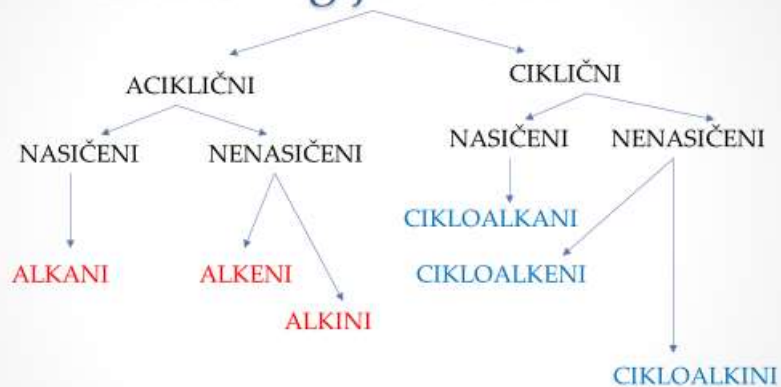 ACIKLIČNI
CIKLIČNI
NASIČENI
NENASIČENI
NASIČENI
NENASIČENI
CIKLOALKANI
ALKANI
ALKENI
CIKLOALKENI
ALKINI
CIKLOALKINI